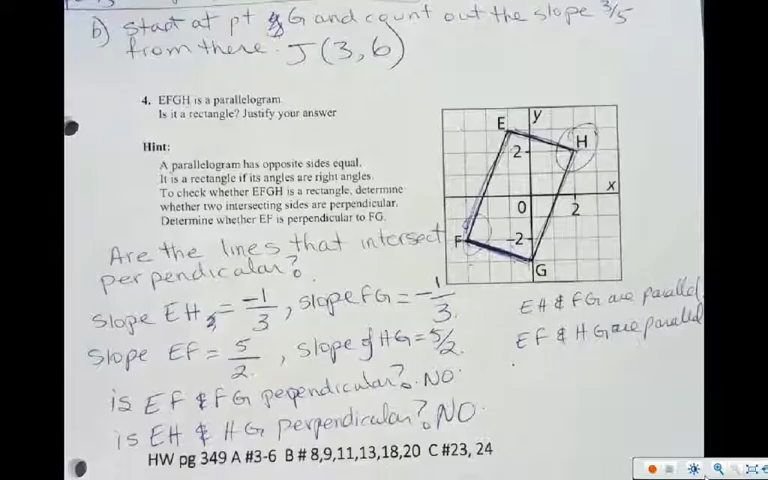 b) Start at pt G and count out the slope 3/5
from there. J(3,6)
4. EFGH is a parallelogram
Is it a rectangle? Justify your answer
Hint:
A parallelogram has opposite sides equal.
It is a rectangle if its angles are right angles.
To check whether EFGH is a rectangle, determine
whether two intersecting sides are perpendicular.
Determine whether EF is perpendicular to FG.
E y
H
2
x
0 2
F -2
G
Are the lines that intersect
perpendicular?
slope EH = -1/3, slope FG = -1/3.
EH & FG are parallel.
slope EF = 5/2, slope of HG = 5/2.
EF & HG are parallel
is EF & FG perpendicular? NO.
is EH & HG perpendicular? NO.
HW pg 349 A #3-6 B # 8,9,11,13,18,20 C #23, 24